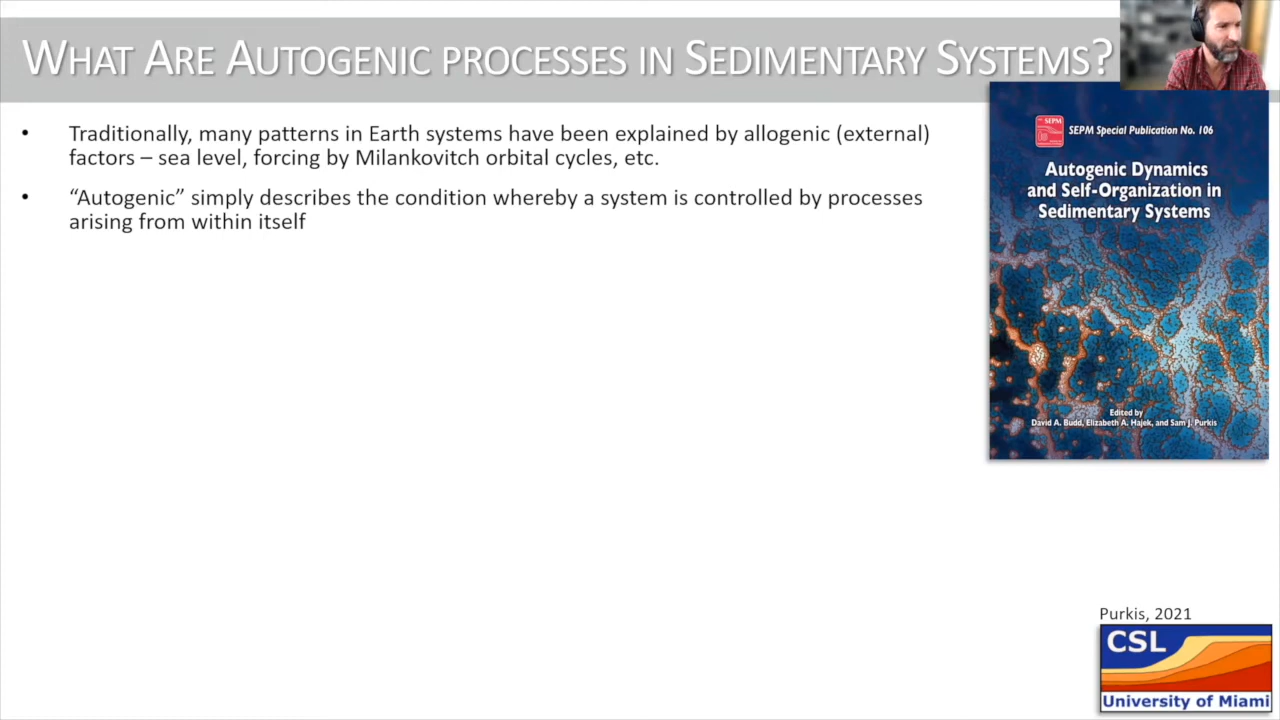 WHAT ARE AUTOGENIC PROCESSES IN SEDIMENTARY SYSTEMS?
• Traditionally, many patterns in Earth systems have been explained by allogenic (external)
factors – sea level, forcing by Milankovitch orbital cycles, etc.
• “Autogenic” simply describes the condition whereby a system is controlled by processes
arising from within itself
SEPM
SEPM Special Publication No. 106
Autogenic Dynamics
and Self-Organization in
Sedimentary Systems
Edited by
David A. Budd, Elizabeth A. Hajek, and Sam J. Purkis
Purkis, 2021
CSL
University of Miami